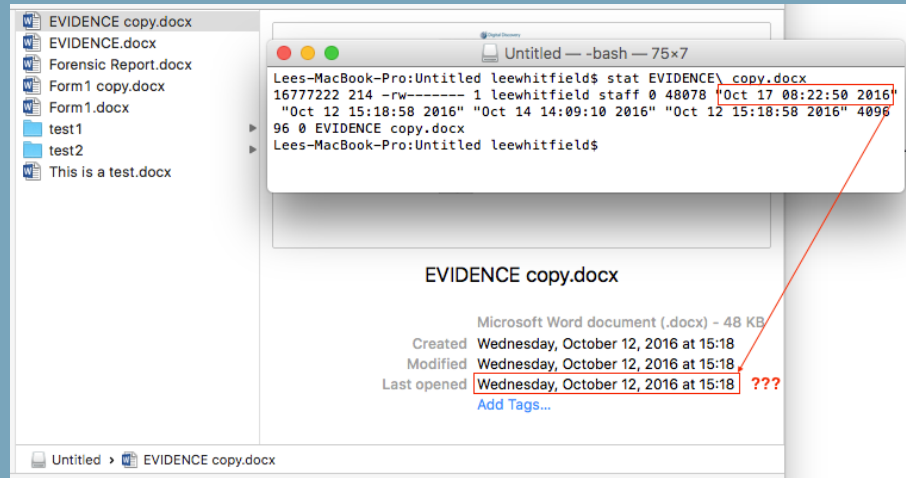 EVIDENCE copy.docx
EVIDENCE.docx
Forensic Report.docx
Form1 copy.docx
Form1.docx
test1
test2
This is a test.docx
Digital Discovery
Untitled — -bash — 75×7
Lees-MacBook-Pro:Untitled leewhitfield$ stat EVIDENCE\ copy.docx
16777222 214 -rw------- 1 leewhitfield staff 0 48078 "Oct 17 08:22:50 2016"
"Oct 12 15:18:58 2016" "Oct 14 14:09:10 2016" "Oct 12 15:18:58 2016" 4096
96 0 EVIDENCE copy.docx
Lees-MacBook-Pro:Untitled leewhitfield$
EVIDENCE copy.docx
Microsoft Word document (.docx) - 48 KB
Created Wednesday, October 12, 2016 at 15:18
Modified Wednesday, October 12, 2016 at 15:18
Last opened Wednesday, October 12, 2016 at 15:18 ???
Add Tags...
Untitled › EVIDENCE copy.docx